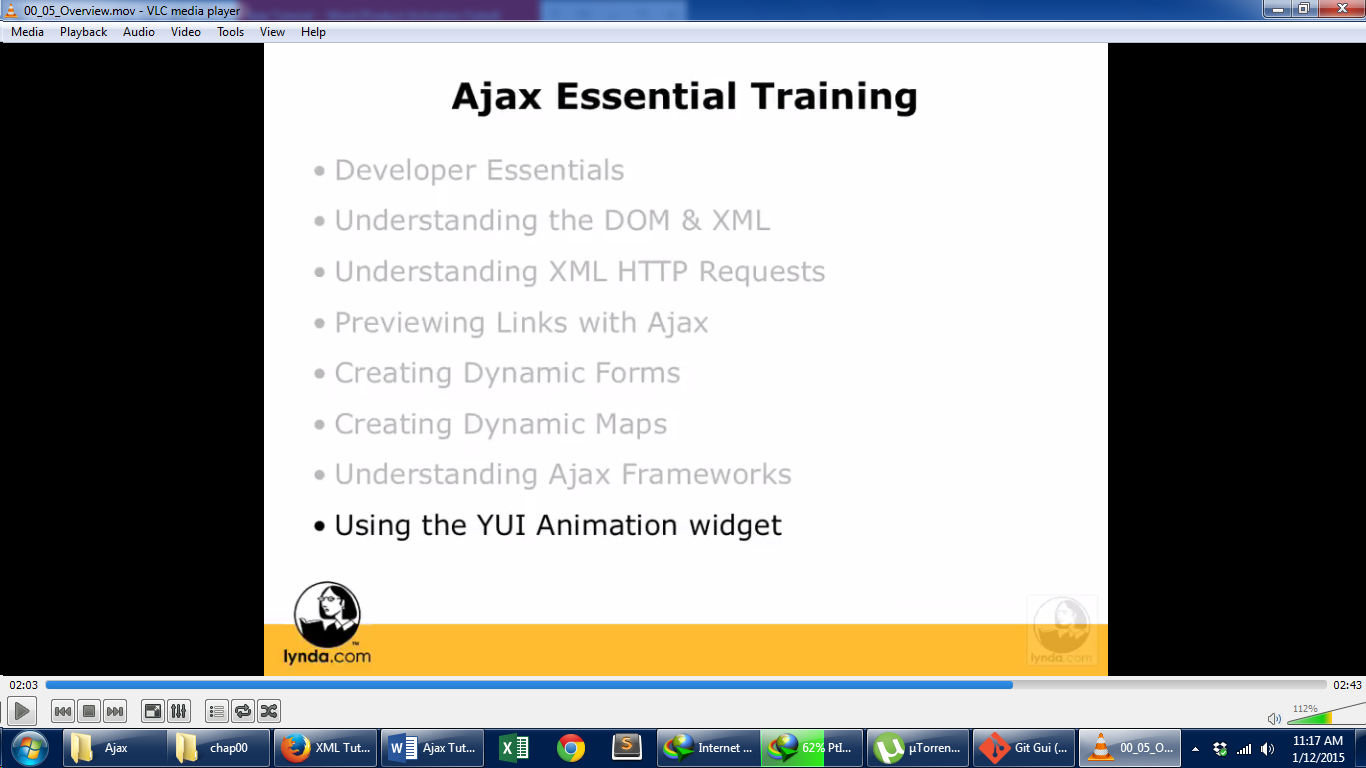 00_05_Overview.mov - VLC media player
Media Playback Audio Video Tools View Help
Ajax Essential Training
• Developer Essentials
• Understanding the DOM & XML
• Understanding XML HTTP Requests
• Previewing Links with Ajax
• Creating Dynamic Forms
• Creating Dynamic Maps
• Understanding Ajax Frameworks
• Using the YUI Animation widget
lynda.com™
lynda.com
02:03 02:43
112%
Ajax chap00 XML Tut... Ajax Tut... Internet ... 62% PtI... µTorren... Git Gui (... 00_05_O...
11:17 AM
1/12/2015